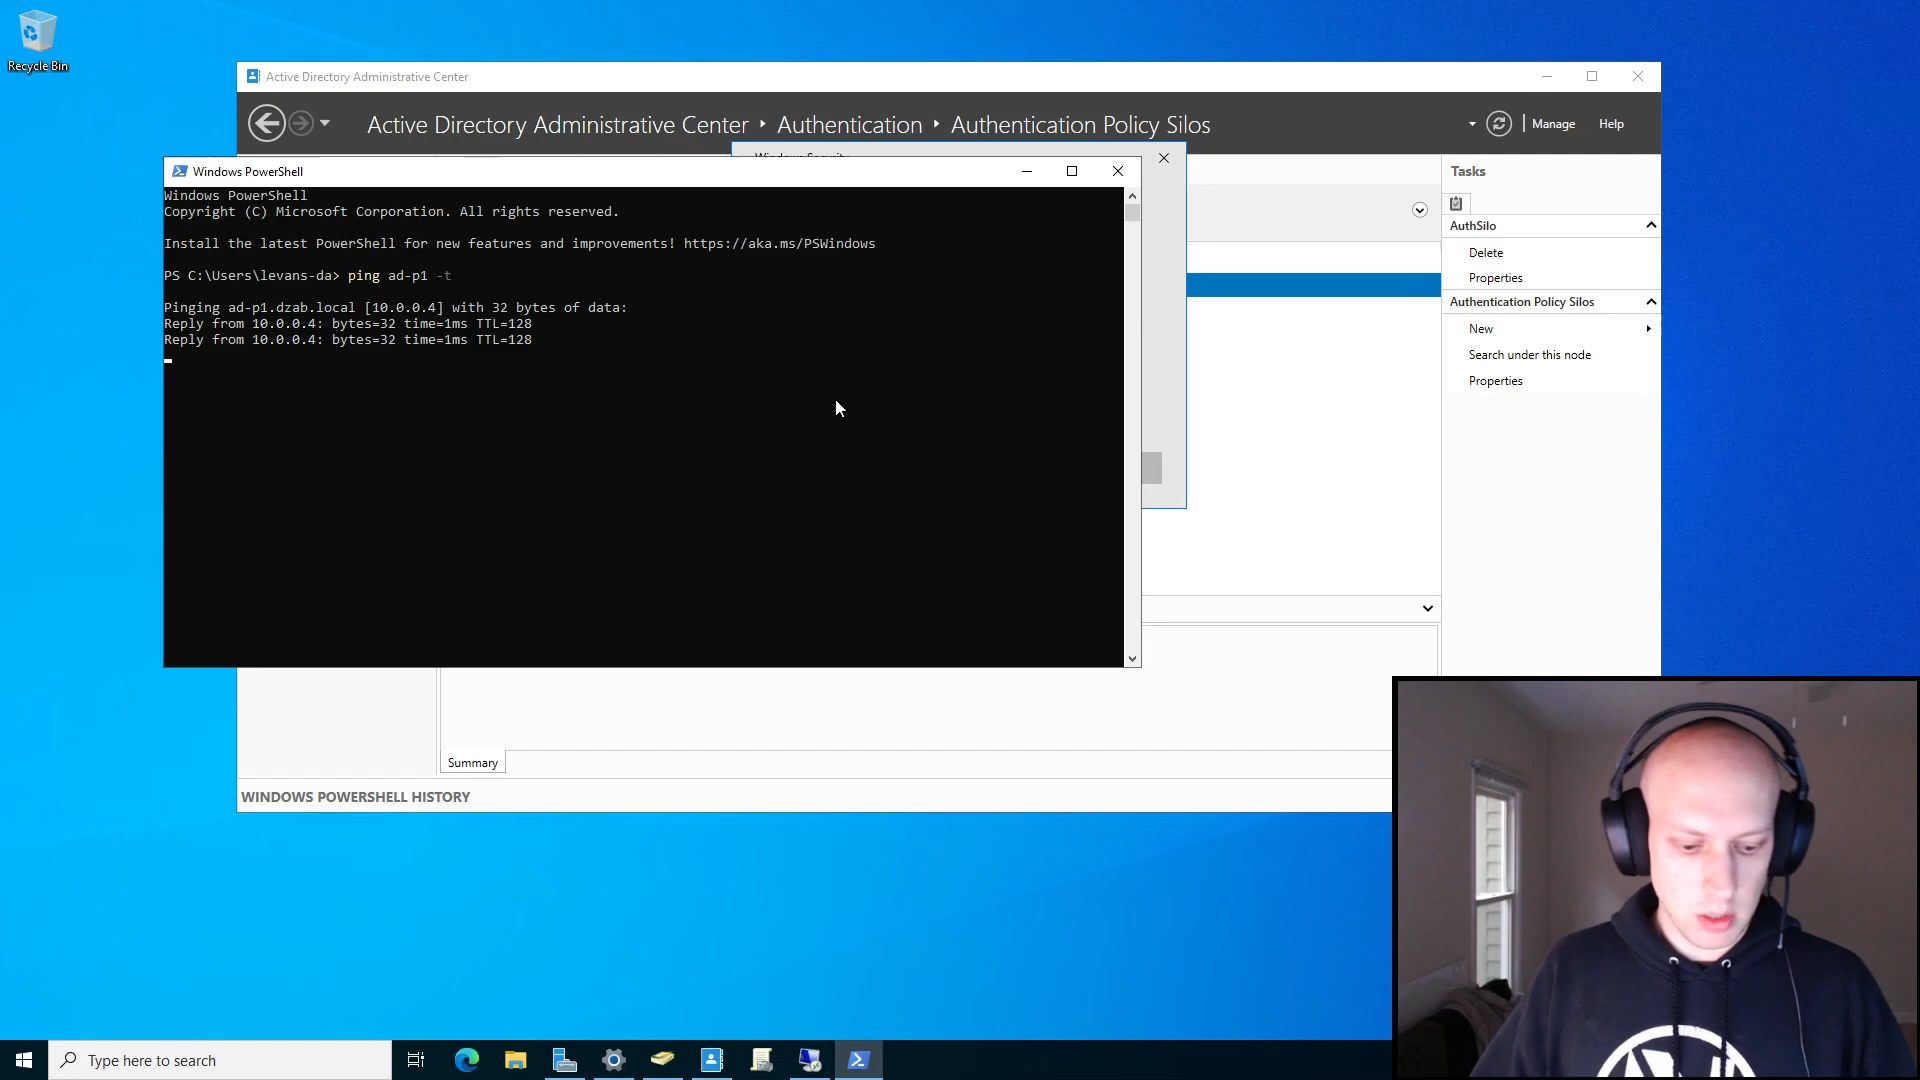 Recycle Bin
Active Directory Administrative Center
Active Directory Administrative Center • Authentication • Authentication Policy Silos
Manage
Help
Windows Security
Windows PowerShell
Windows PowerShell
Copyright (C) Microsoft Corporation. All rights reserved.
Install the latest PowerShell for new features and improvements! https://aka.ms/PSWindows
PS C:\Users\levans-da> ping ad-p1 -t
Pinging ad-p1.dzab.local [10.0.0.4] with 32 bytes of data:
Reply from 10.0.0.4: bytes=32 time=1ms TTL=128
Reply from 10.0.0.4: bytes=32 time=1ms TTL=128
Tasks
AuthSilo
Delete
Properties
Authentication Policy Silos
New
Search under this node
Properties
Summary
WINDOWS POWERSHELL HISTORY
Type here to search